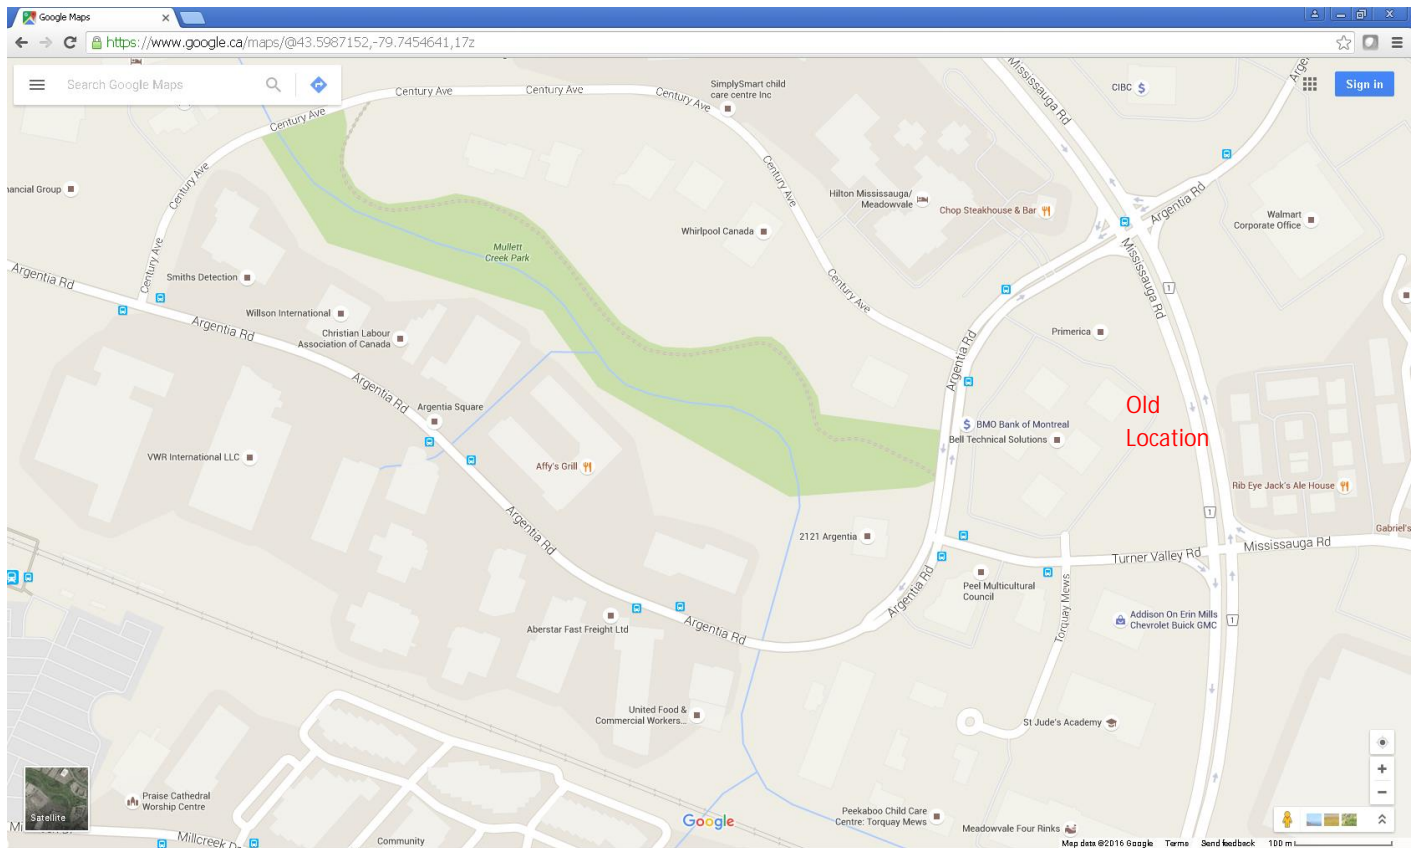 Google Maps
https://www.google.ca/maps/@43.5987152,-79.7454641,17z
Search Google Maps
Sign in
SimplySmart child
care centre Inc
CIBC
Mississauga Rd
Century Ave
Century Ave
Century Ave
Century Ave
Century Ave
Century Ave
Century Ave
Century Ave
Argentia Rd
Walmart
Corporate Office
ancial Group
Hilton Mississauga/
Meadowvale
Chop Steakhouse & Bar
Whirlpool Canada
Mullett
Creek Park
Mississauga Rd
Argentia Rd
Smiths Detection
1
Willson International
Christian Labour
Association of Canada
Argentia Rd
Primerica
Argentia Rd
Argentia Rd
Old
Location
Argentia Square
BMO Bank of Montreal
Bell Technical Solutions
VWR International LLC
Affy's Grill
Rib Eye Jack's Ale House
1
Argentia Rd
2121 Argentia
Gabriel's
Mississauga Rd
Turner Valley Rd
Argentia Rd
Peel Multicultural
Council
Torquay Mews
Addison On Erin Mills
Chevrolet Buick GMC
1
Aberstar Fast Freight Ltd
Argentia Rd
United Food &
Commercial Workers...
St Jude's Academy
Praise Cathedral
Worship Centre
Satellite
Peekaboo Child Care
Centre: Torquay Mews
Meadowvale Four Rinks
Google
Millcreek D
Community
Map data ©2016 Google Terms Send feedback 100 m